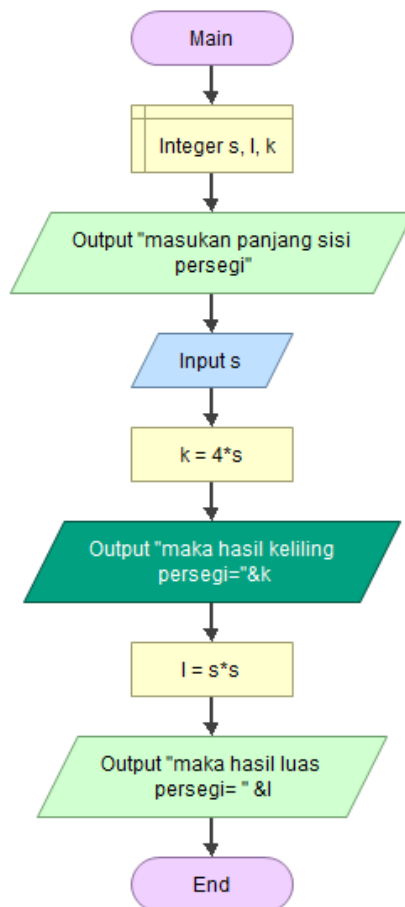 Main
Integer s, l, k
Output "masukan panjang sisi
persegi"
Input s
k = 4*s
Output "maka hasil keliling
persegi="&k
l = s*s
Output "maka hasil luas
persegi= " &l
End